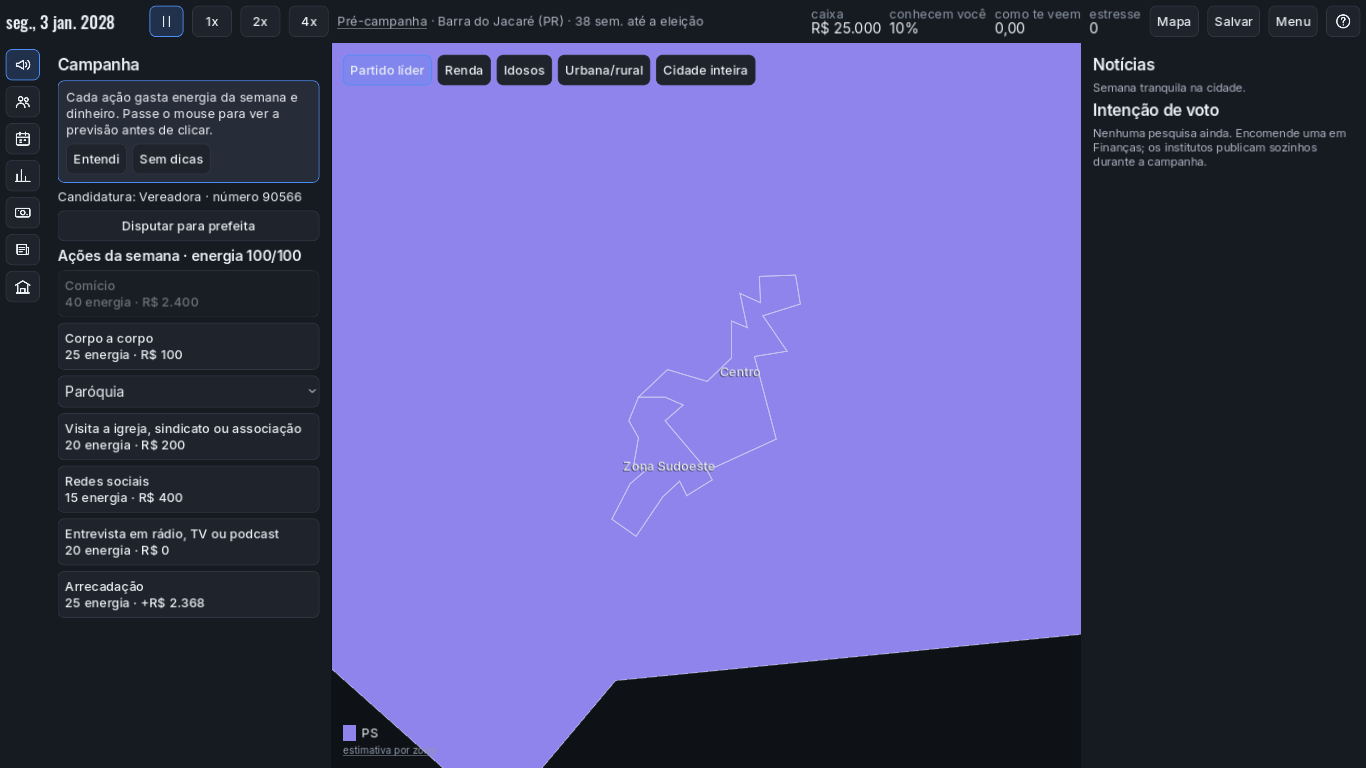 seg., 3 jan. 2028
1x
2x
4x
Pré-campanha · Barra do Jacaré (PR) · 38 sem. até a eleição
caixa
R$ 25.000
conhecem você
10%
como te veem
0,00
estresse
0
Mapa
Salvar
Menu
Campanha
Cada ação gasta energia da semana e
dinheiro. Passe o mouse para ver a
previsão antes de clicar.
Entendi
Sem dicas
Candidatura: Vereadora · número 90566
Disputar para prefeita
Ações da semana · energia 100/100
Comício
40 energia · R$ 2.400
Corpo a corpo
25 energia · R$ 100
Paróquia
Visita a igreja, sindicato ou associação
20 energia · R$ 200
Redes sociais
15 energia · R$ 400
Entrevista em rádio, TV ou podcast
20 energia · R$ 0
Arrecadação
25 energia · +R$ 2.368
Partido líder
Renda
Idosos
Urbana/rural
Cidade inteira
Centro
Zona Sudoeste
PS
estimativa por
Notícias
Semana tranquila na cidade.
Intenção de voto
Nenhuma pesquisa ainda. Encomende uma em
Finanças; os institutos publicam sozinhos
durante a campanha.